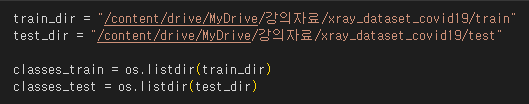 train_dir = "/content/drive/MyDrive/강의자료/xray_dataset_covid19/train"
test_dir = "/content/drive/MyDrive/강의자료/xray_dataset_covid19/test"
classes_train = os.listdir(train_dir)
classes_test = os.listdir(test_dir)